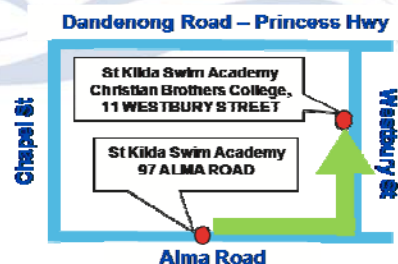 Dandenong Road – Princess Hwy
St Kilda Swim Academy
Christian Brothers College,
11 WESTBURY STREET
Chapel St
Westbury St
St Kilda Swim Academy
97 ALMA ROAD
Alma Road